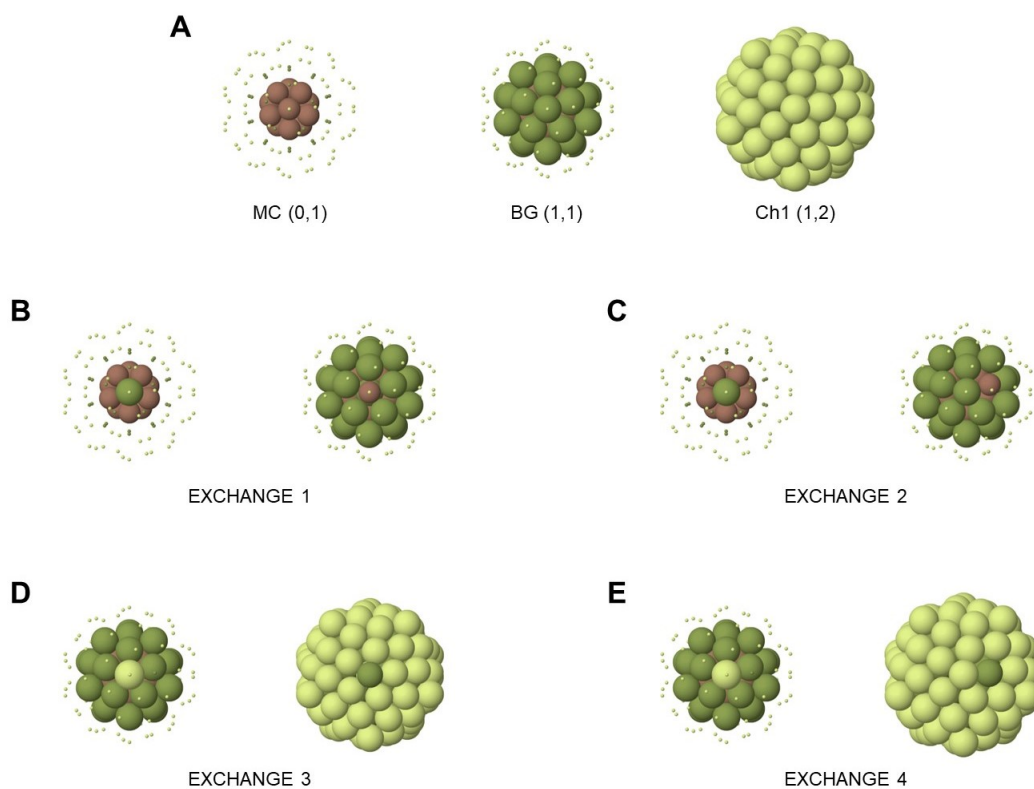 A
MC (0,1)
BG (1,1)
Ch1 (1,2)
B
C
EXCHANGE 1
EXCHANGE 2
D
E
EXCHANGE 3
EXCHANGE 4